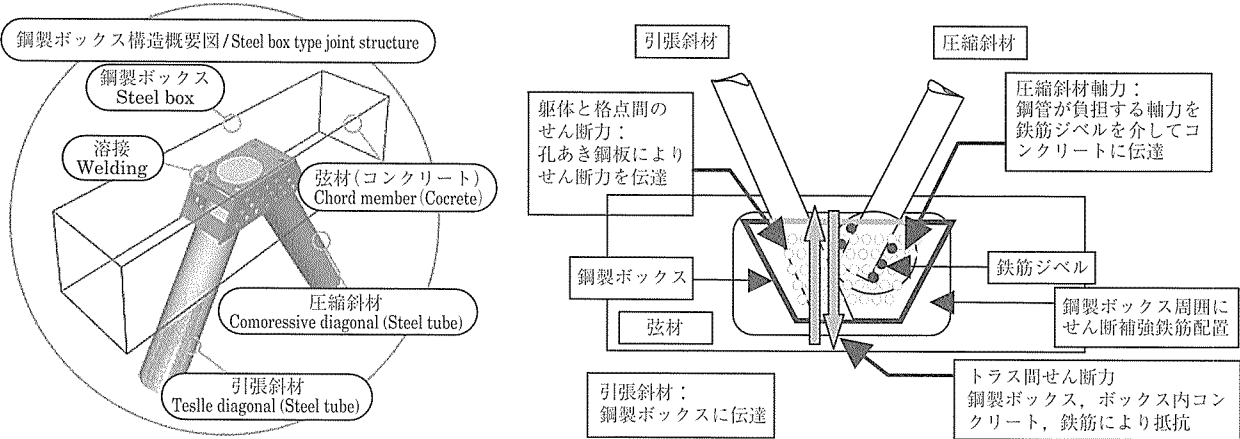 鋼製ボックス構造概要図/Steel box type joint structure
鋼製ボックス
Steel box
溶接
Welding
弦材(コンクリート)
Chord member (Cocrete)
圧縮斜材
Comoressive diagonal (Steel tube)
引張斜材
Teslle diagonal (Steel tube)
引張斜材
圧縮斜材
躯体と格点間の
せん断力：
孔あき鋼板により
せん断力を伝達
圧縮斜材軸力：
鋼管が負担する軸力を
鉄筋ジベルを介してコ
ンクリートに伝達
鋼製ボックス
鉄筋ジベル
弦材
鋼製ボックス周囲に
せん断補強鉄筋配置
引張斜材：
鋼製ボックスに伝達
トラス間せん断力
鋼製ボックス，ボックス内コン
クリート，鉄筋により抵抗